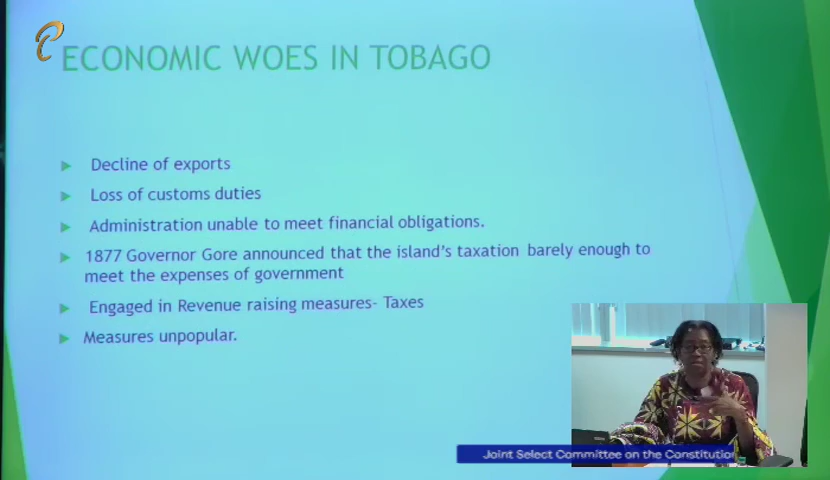 ECONOMIC WOES IN TOBAGO
Decline of exports
Loss of customs duties
Administration unable to meet financial obligations.
1877 Governor Gore announced that the island's taxation barely enough to
meet the expenses of government
Engaged in Revenue raising measures- Taxes
Measures unpopular.
Joint Select Committee on the Constitution